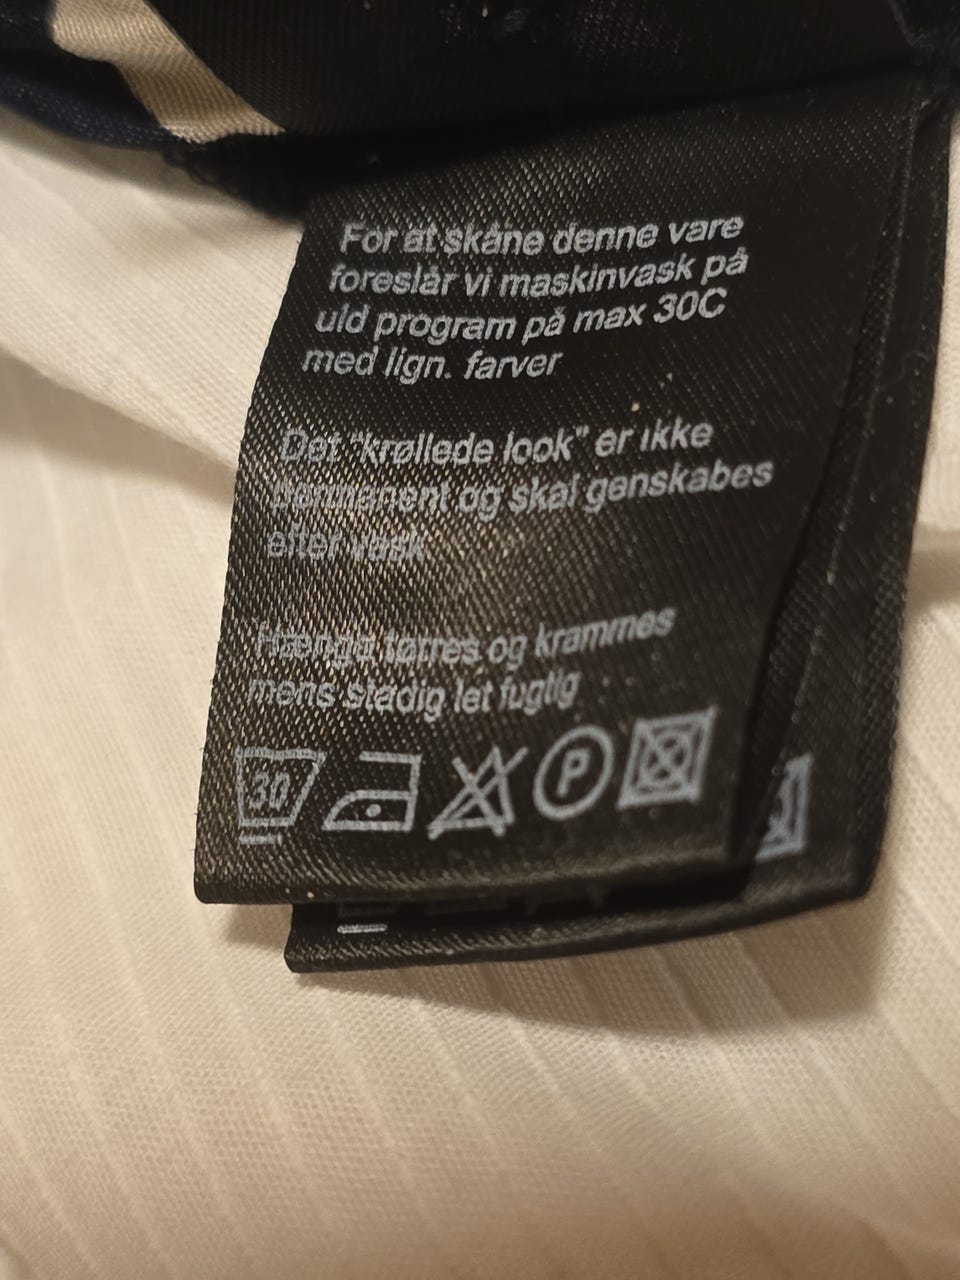 For at skåne denne vare
foreslår vi maskinvask på
uld program på max 30C
med lign. farver
Det "krøllede look" er ikke
permanent og skal genskabes
efter vask
Hænge tørres og krammes
mens stadig let fugtig
30 P